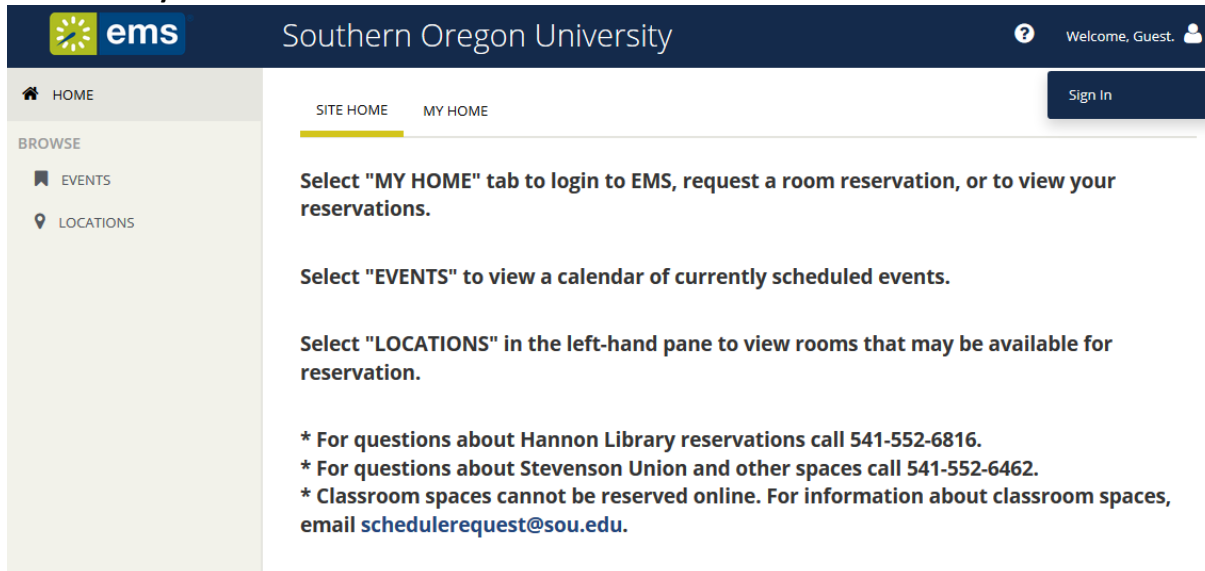 ems
Southern Oregon University
Welcome, Guest.
Sign In
HOME
SITE HOME MY HOME
BROWSE
EVENTS
LOCATIONS
Select "MY HOME" tab to login to EMS, request a room reservation, or to view your
reservations.
Select "EVENTS" to view a calendar of currently scheduled events.
Select "LOCATIONS" in the left-hand pane to view rooms that may be available for
reservation.
* For questions about Hannon Library reservations call 541-552-6816.
* For questions about Stevenson Union and other spaces call 541-552-6462.
* Classroom spaces cannot be reserved online. For information about classroom spaces,
email schedulerequest@sou.edu.